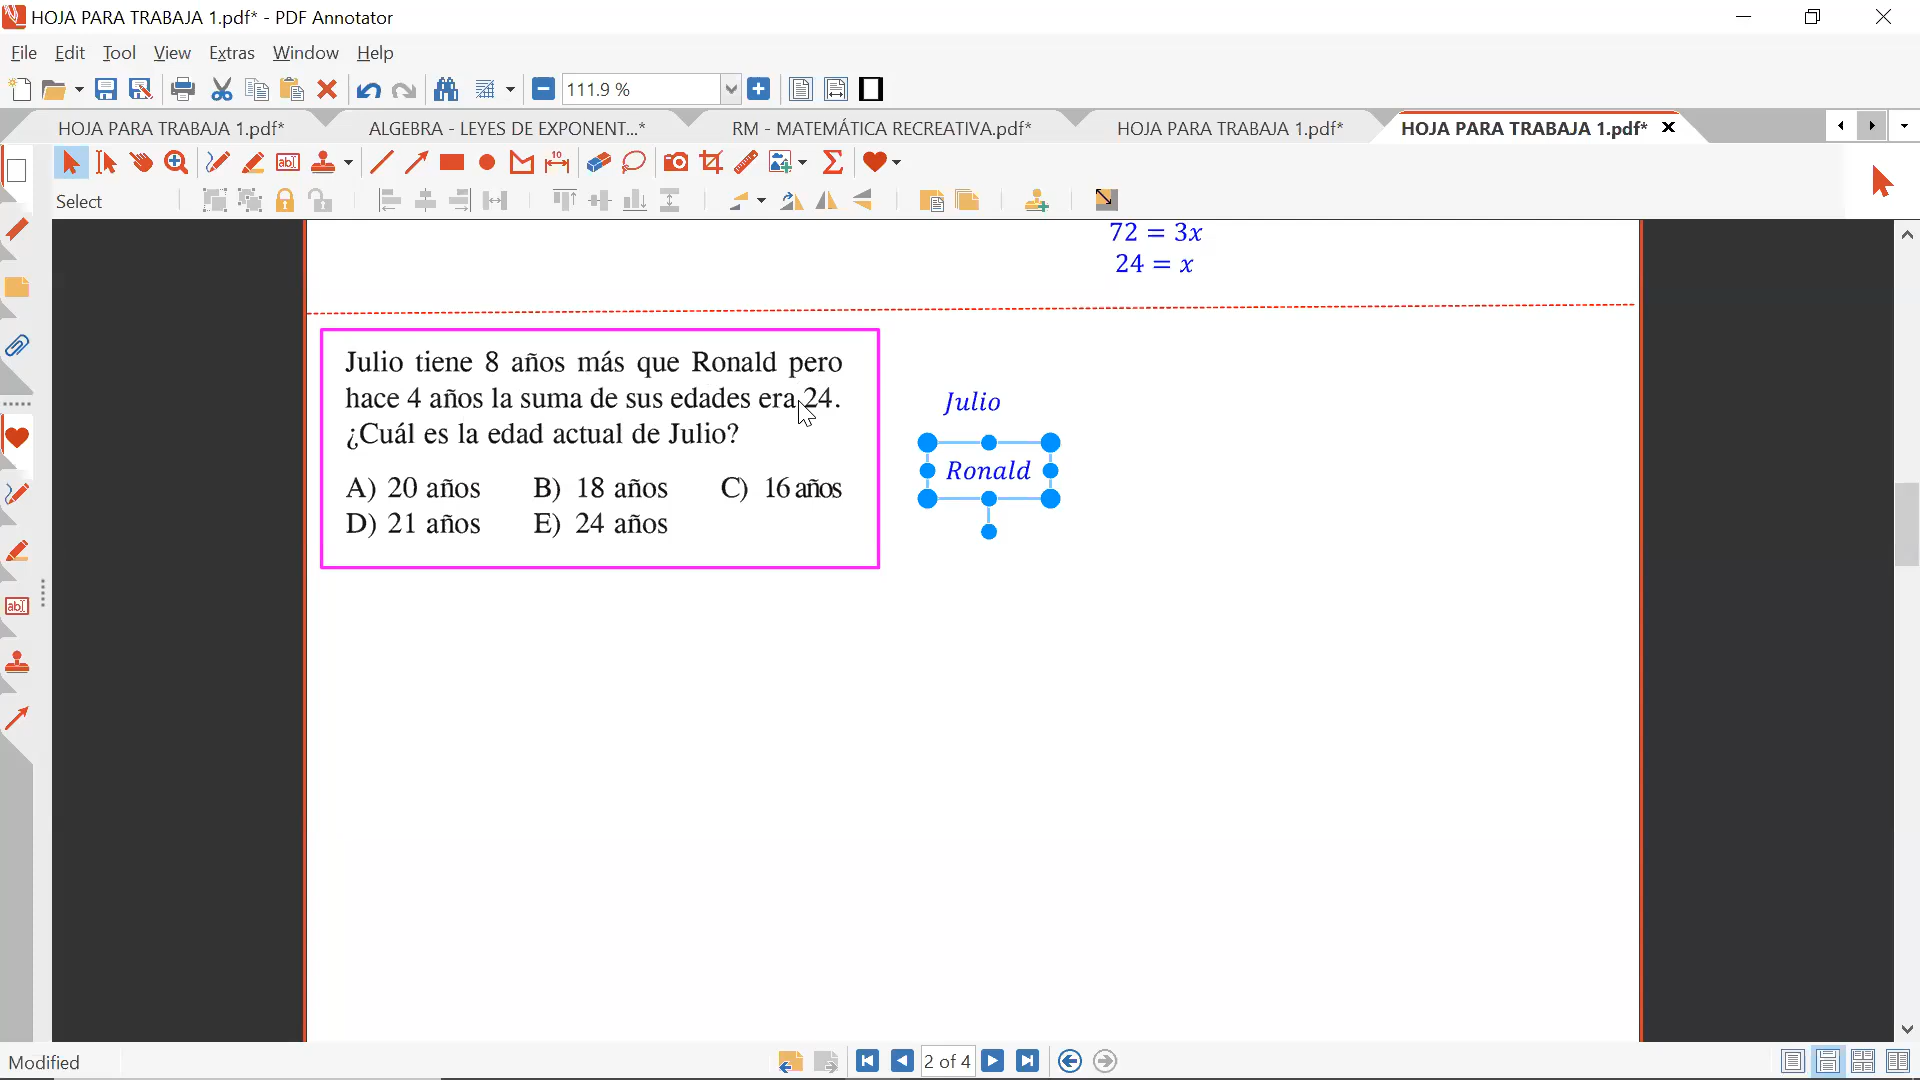 HOJA PARA TRABAJA 1.pdf* - PDF Annotator
File Edit Tool View Extras Window Help
111.9 %
HOJA PARA TRABAJA 1.pdf*
ALGEBRA - LEYES DE EXPONENT...*
RM - MATEMÁTICA RECREATIVA.pdf*
HOJA PARA TRABAJA 1.pdf*
HOJA PARA TRABAJA 1.pdf*
Select
72 = 3x
24 = x
Julio tiene 8 años más que Ronald pero
hace 4 años la suma de sus edades era 24.
¿Cuál es la edad actual de Julio?
A) 20 años B) 18 años C) 16 años
D) 21 años E) 24 años
Julio
Ronald
Modified
2 of 4